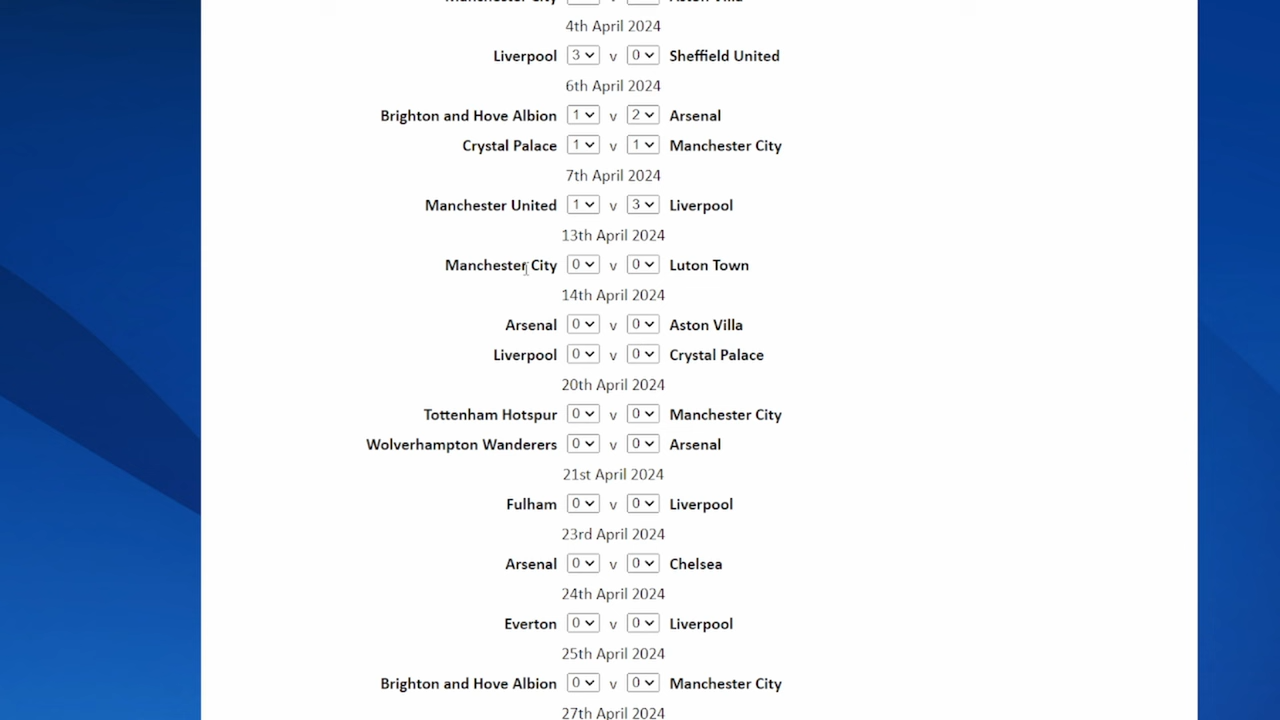 Manchester City v Aston Villa
4th April 2024
Liverpool 3 v 0 Sheffield United
6th April 2024
Brighton and Hove Albion 1 v 2 Arsenal
Crystal Palace 1 v 1 Manchester City
7th April 2024
Manchester United 1 v 3 Liverpool
13th April 2024
Manchester City 0 v 0 Luton Town
14th April 2024
Arsenal 0 v 0 Aston Villa
Liverpool 0 v 0 Crystal Palace
20th April 2024
Tottenham Hotspur 0 v 0 Manchester City
Wolverhampton Wanderers 0 v 0 Arsenal
21st April 2024
Fulham 0 v 0 Liverpool
23rd April 2024
Arsenal 0 v 0 Chelsea
24th April 2024
Everton 0 v 0 Liverpool
25th April 2024
Brighton and Hove Albion 0 v 0 Manchester City
27th April 2024